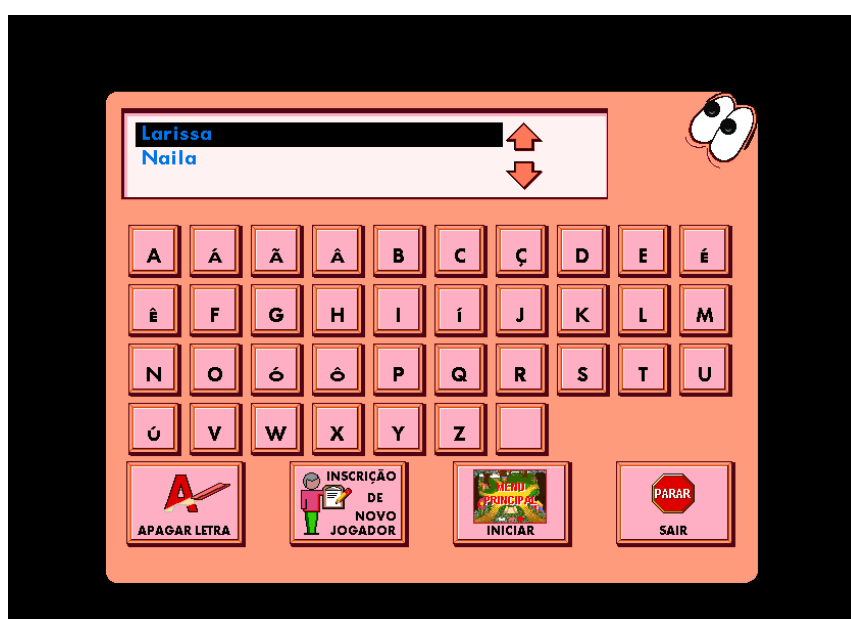 Larissa
Naila
A Á Ã Â B C Ç D E É
Ê F G H I Í J K L M
N O Ó Ô P Q R S T U
Ú V W X Y Z
APAGAR LETRA
INSCRIÇÃO
DE
NOVO
JOGADOR
MENU
PRINCIPAL
INICIAR
PARAR
SAIR